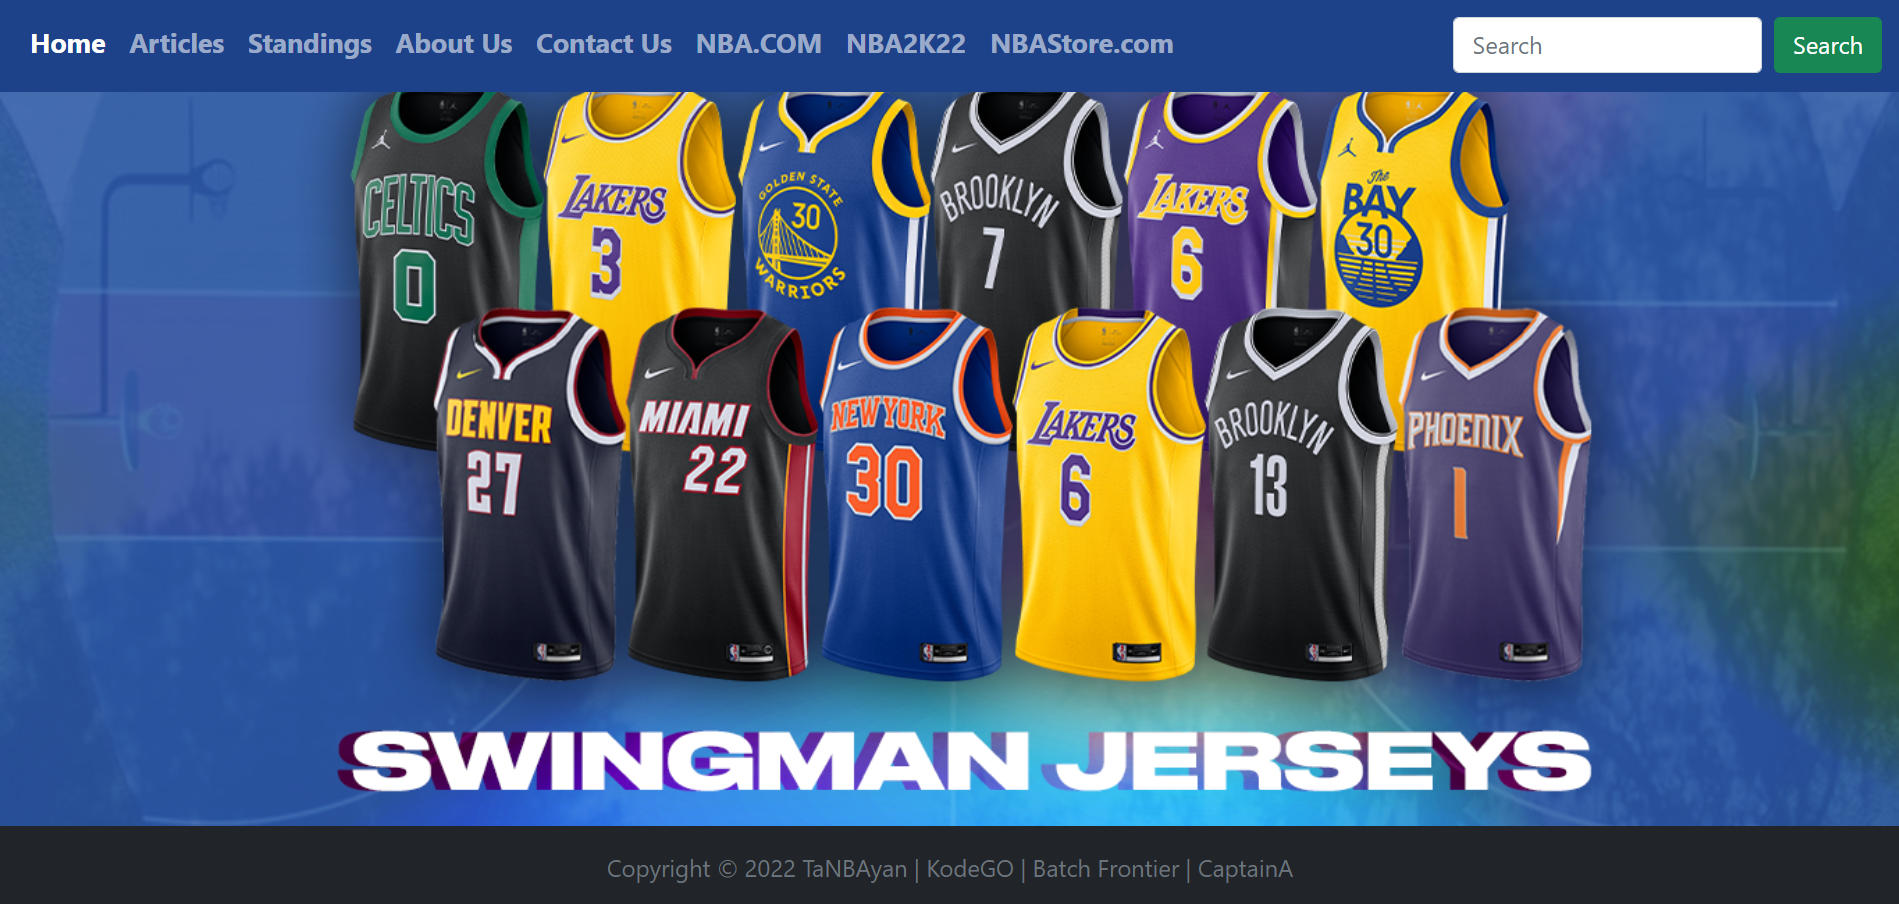 Home Articles Standings About Us Contact Us NBA.COM NBA2K22 NBAStore.com Search Search
CELTICS
0
LAKERS
3
GOLDEN STATE
30
WARRIORS
BROOKLYN
7
LAKERS
6
The
BAY
30
DENVER
27
MIAMI
22
NEW YORK
30
LAKERS
6
BROOKLYN
13
PHOENIX
1
SWINGMAN JERSEYS
Copyright © 2022 TaNBAyan | KodeGO | Batch Frontier | CaptainA